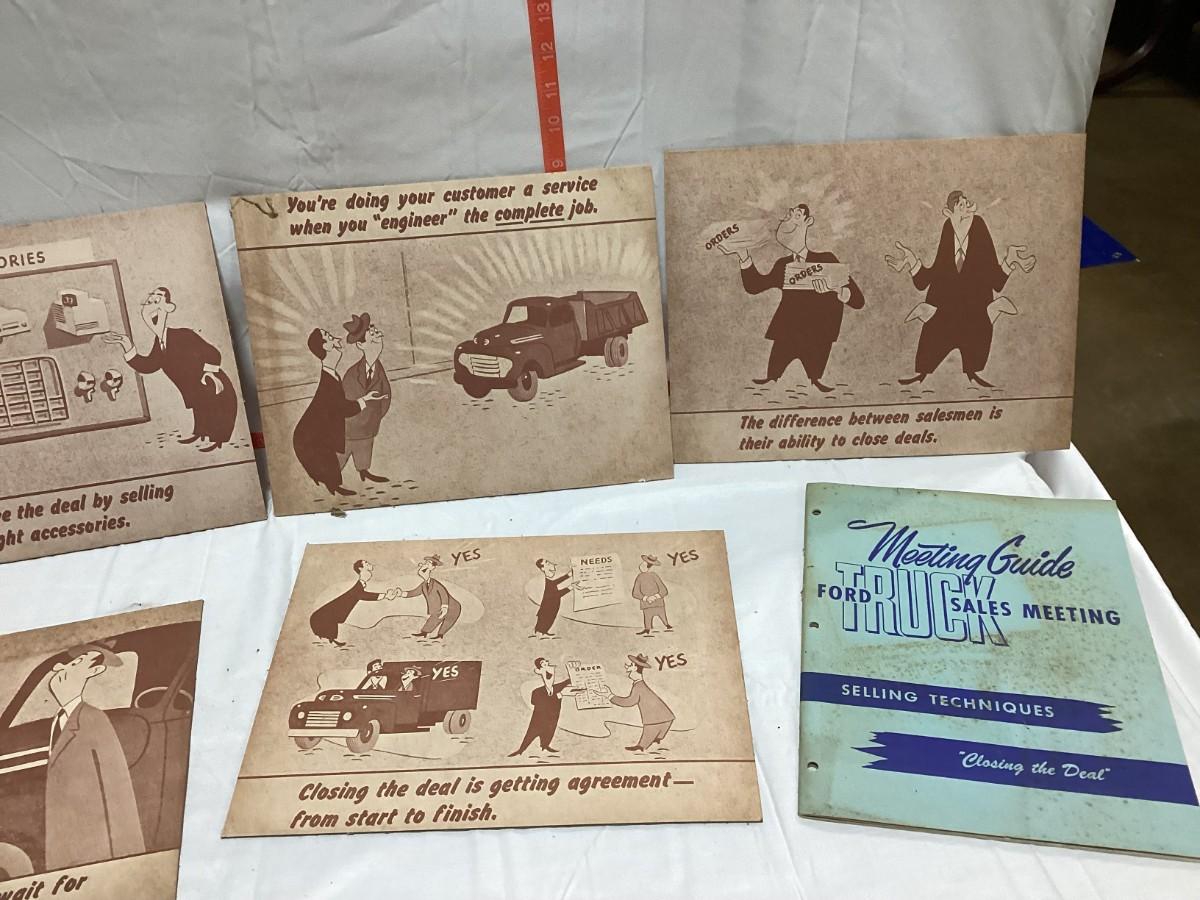 13
12
11
10
9
You're doing your customer a service
when you "engineer" the complete job.
ORDERS
ORDERS
The difference between salesmen is
their ability to close deals.
ORIES
e the deal by selling
ght accessories.
YES
NEEDS
YES
YES
ORDER
YES
Closing the deal is getting agreement—
from start to finish.
wait for
Meeting Guide
FORD TRUCK SALES MEETING
SELLING TECHNIQUES
"Closing the Deal"